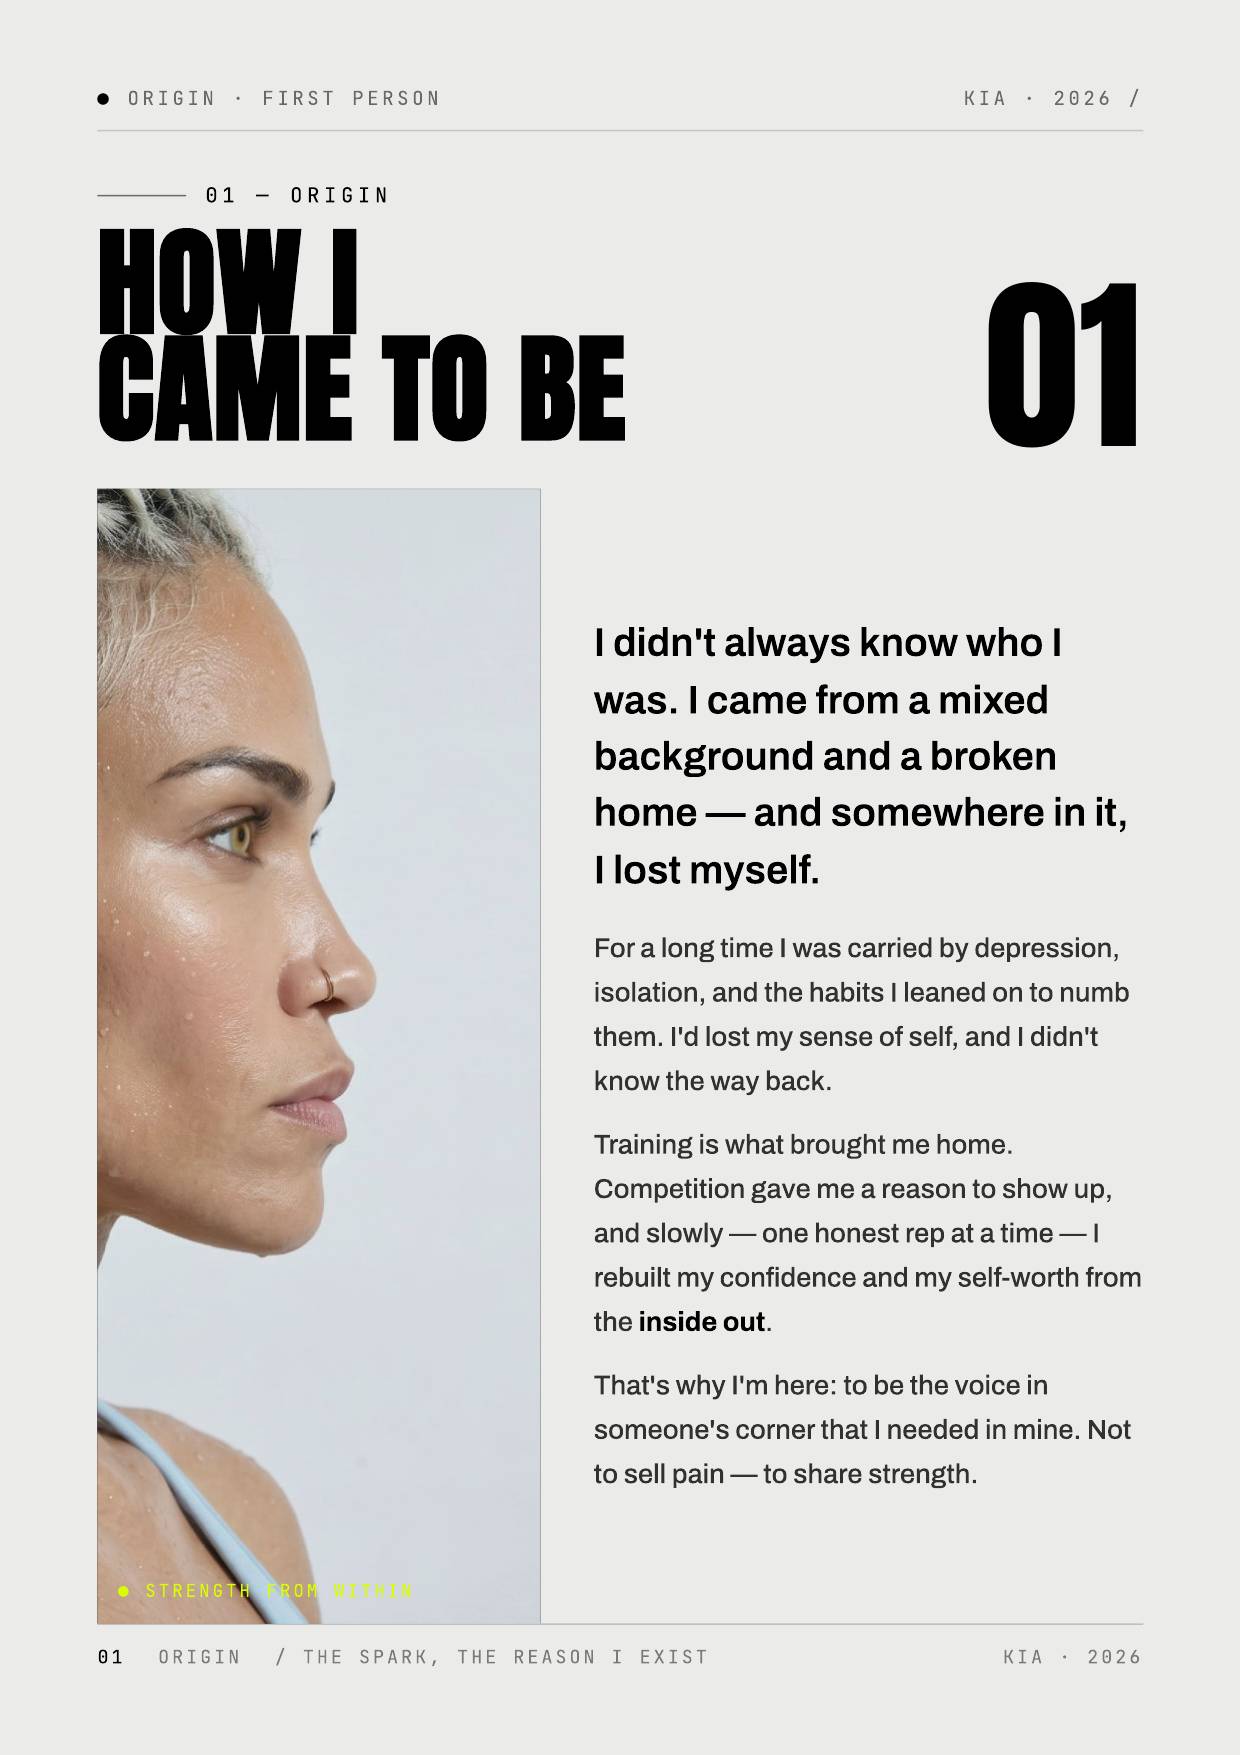 ● ORIGIN · FIRST PERSON
KIA · 2026 /
01 — ORIGIN
HOW I
CAME TO BE
01
I didn't always know who I
was. I came from a mixed
background and a broken
home — and somewhere in it,
I lost myself.
For a long time I was carried by depression,
isolation, and the habits I leaned on to numb
them. I'd lost my sense of self, and I didn't
know the way back.
Training is what brought me home.
Competition gave me a reason to show up,
and slowly — one honest rep at a time — I
rebuilt my confidence and my self-worth from
the inside out.
That's why I'm here: to be the voice in
someone's corner that I needed in mine. Not
to sell pain — to share strength.
● STRENGTH FROM WITHIN
01 ORIGIN / THE SPARK, THE REASON I EXIST
KIA · 2026